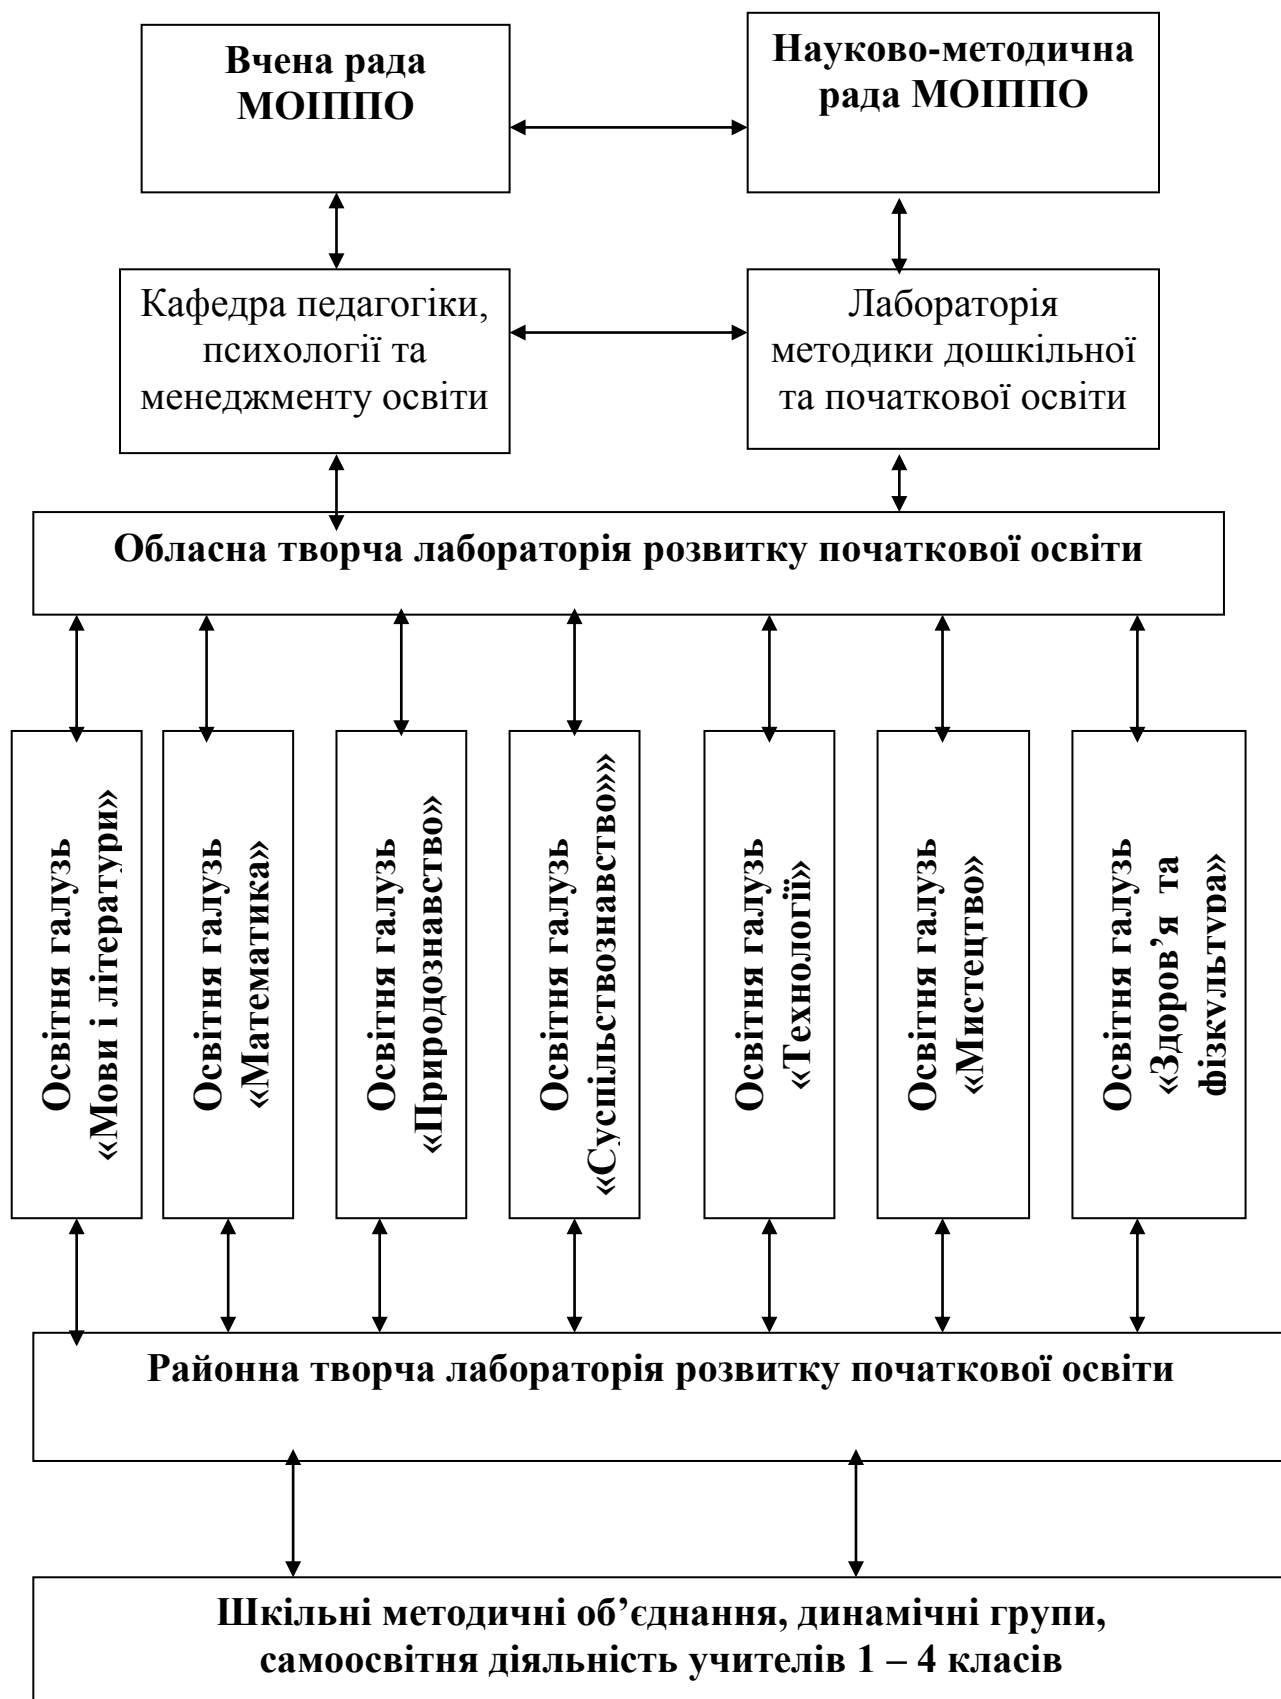 Вчена рада
МОІППО
Науково-методична
рада МОІППО
Кафедра педагогіки,
психології та
менеджменту освіти
Лабораторія
методики дошкільної
та початкової освіти
Обласна творча лабораторія розвитку початкової освіти
Освітня галузь
«Мови і літератури»
Освітня галузь
«Математика»
Освітня галузь
«Природознавство»
Освітня галузь
«Суспільствознавство»»
Освітня галузь
«Технології»
Освітня галузь
«Мистецтво»
Освітня галузь
«Здоров’я та
фізкультура»
Районна творча лабораторія розвитку початкової освіти
Шкільні методичні об’єднання, динамічні групи,
самоосвітня діяльність учителів 1 – 4 класів